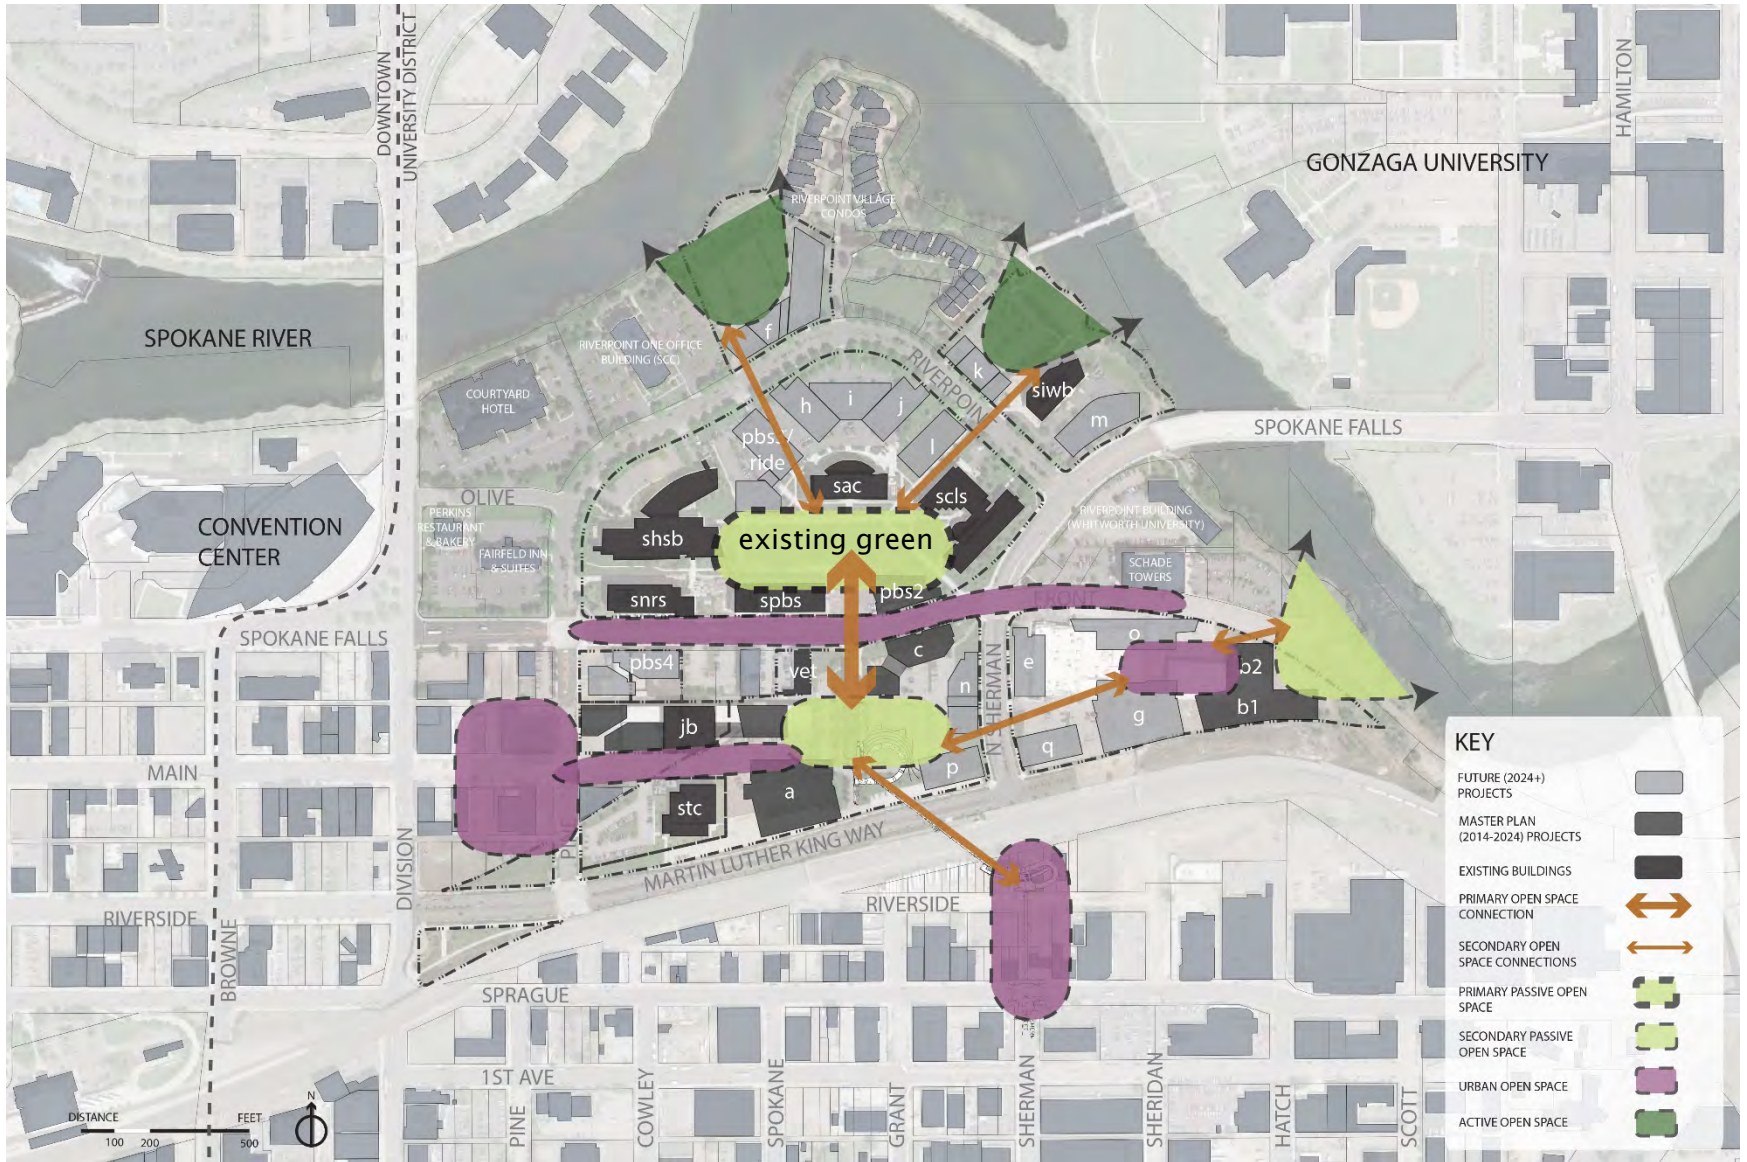 DOWNTOWN
UNIVERSITY DISTRICT
HAMILTON
GONZAGA UNIVERSITY
RIVERPOINT VILLAGE
CONDOS
SPOKANE RIVER
RIVERPOINT ONE OFFICE
BUILDING (SCC)
f
RIVERPOINT
k
siwb
m
COURTYARD
HOTEL
h
i
j
l
pbs5/
ride
SPOKANE FALLS
sac
scls
OLIVE
PERKINS
RESTAURANT
& BAKERY
FAIRFELD INN
& SUITES
CONVENTION
CENTER
shsb
existing green
RIVERPOINT BUILDING
(WHITWORTH UNIVERSITY)
SCHADE
TOWERS
snrs
spbs
pbs2
FRONT
SPOKANE FALLS
pbs4
vet
c
n
N SHERMAN
e
o
b2
b1
g
q
p
jb
MAIN
stc
a
DIVISION
MARTIN LUTHER KING WAY
RIVERSIDE
RIVERSIDE
BROWNE
SPRAGUE
1ST AVE
PINE
COWLEY
SPOKANE
GRANT
SHERMAN
SHERIDAN
HATCH
SCOTT
DISTANCE
FEET
100
200
500
N
KEY
FUTURE (2024+)
PROJECTS
MASTER PLAN
(2014-2024) PROJECTS
EXISTING BUILDINGS
PRIMARY OPEN SPACE
CONNECTION
SECONDARY OPEN
SPACE CONNECTIONS
PRIMARY PASSIVE OPEN
SPACE
SECONDARY PASSIVE
OPEN SPACE
URBAN OPEN SPACE
ACTIVE OPEN SPACE